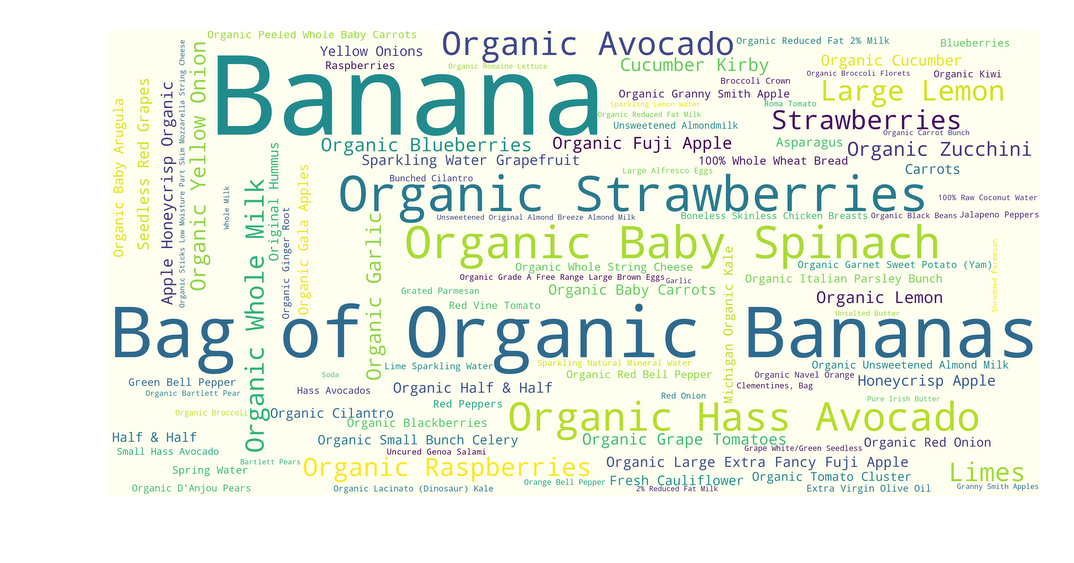 Organic Peeled Whole Baby Carrots
Organic Avocado
Organic Reduced Fat 2% Milk
Blueberries
Yellow Onions
Banana
Raspberries
Organic Romaine Lettuce
Cucumber Kirby
Organic Cucumber
Organic Broccoli Florets
Organic Kiwi
Broccoli Crown
Large Lemon
Organic Granny Smith Apple
Sparkling Lemon Water
Roma Tomato
Organic Reduced Fat Milk
Unsweetened Almondmilk
Strawberries
Organic Carrot Bunch
Organic Blueberries
Organic Fuji Apple
Asparagus
Organic Zucchini
Sparkling Water Grapefruit
100% Whole Wheat Bread
Carrots
Large Alfresco Eggs
Bunched Cilantro
Organic Strawberries
100% Raw Coconut Water
Unsweetened Original Almond Breeze Almond Milk
Boneless Skinless Chicken Breasts
Organic Black Beans
Jalapeno Peppers
Organic Baby Arugula
Seedless Red Grapes
Apple Honeycrisp Organic
Organic Sticks Low Moisture Part Skim Mozzarella String Cheese
Organic Yellow Onion
Whole Milk
Organic Whole Milk
Original Hummus
Organic Ginger Root
Organic Gala Apples
Organic Garlic
Organic Baby Spinach
Organic Whole String Cheese
Organic Garnet Sweet Potato (Yam)
Organic Grade A Free Range Large Brown Eggs
Garlic
Organic Italian Parsley Bunch
Michigan Organic Kale
Shredded Parmesan
Grated Parmesan
Organic Baby Carrots
Organic Lemon
Red Vine Tomato
Unsalted Butter
Bag of Organic Bananas
Lime Sparkling Water
Sparkling Natural Mineral Water
Organic Unsweetened Almond Milk
Soda
Organic Red Bell Pepper
Organic Navel Orange
Green Bell Pepper
Honeycrisp Apple
Organic Bartlett Pear
Hass Avocados
Organic Half & Half
Clementines, Bag
Red Onion
Pure Irish Butter
Red Peppers
Organic Broccoli
Organic Cilantro
Organic Hass Avocado
Organic Blackberries
Half & Half
Organic Small Bunch Celery
Organic Grape Tomatoes
Organic Red Onion
Small Hass Avocado
Uncured Genoa Salami
Grape White/Green Seedless
Bartlett Pears
Spring Water
Organic Raspberries
Organic Large Extra Fancy Fuji Apple
Limes
Orange Bell Pepper
Fresh Cauliflower
Organic Tomato Cluster
Organic D'Anjou Pears
Organic Lacinato (Dinosaur) Kale
2% Reduced Fat Milk
Extra Virgin Olive Oil
Granny Smith Apples